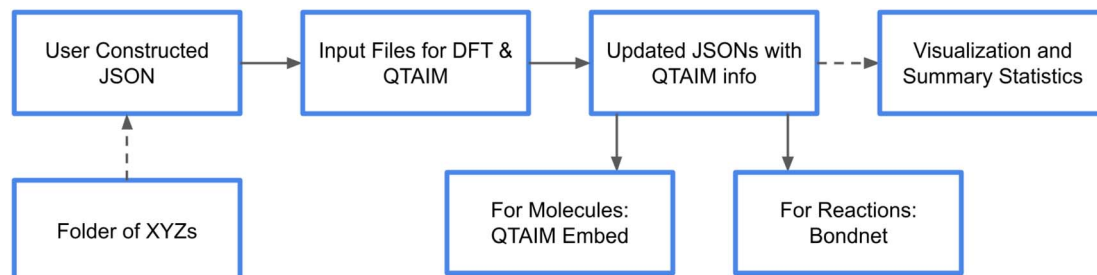 User Constructed
JSON
Input Files for DFT &
QTAIM
Updated JSONs with
QTAIM info
Visualization and
Summary Statistics
Folder of XYZs
For Molecules:
QTAIM Embed
For Reactions:
Bondnet